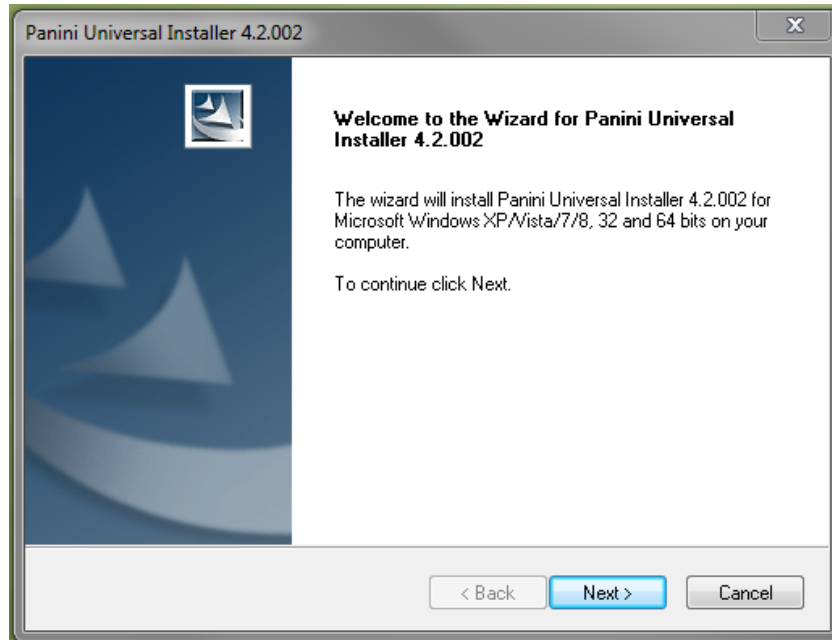 Panini Universal Installer 4.2.002
Welcome to the Wizard for Panini Universal
Installer 4.2.002
The wizard will install Panini Universal Installer 4.2.002 for
Microsoft Windows XP/Vista/7/8, 32 and 64 bits on your
computer.
To continue click Next.
< Back
Next >
Cancel